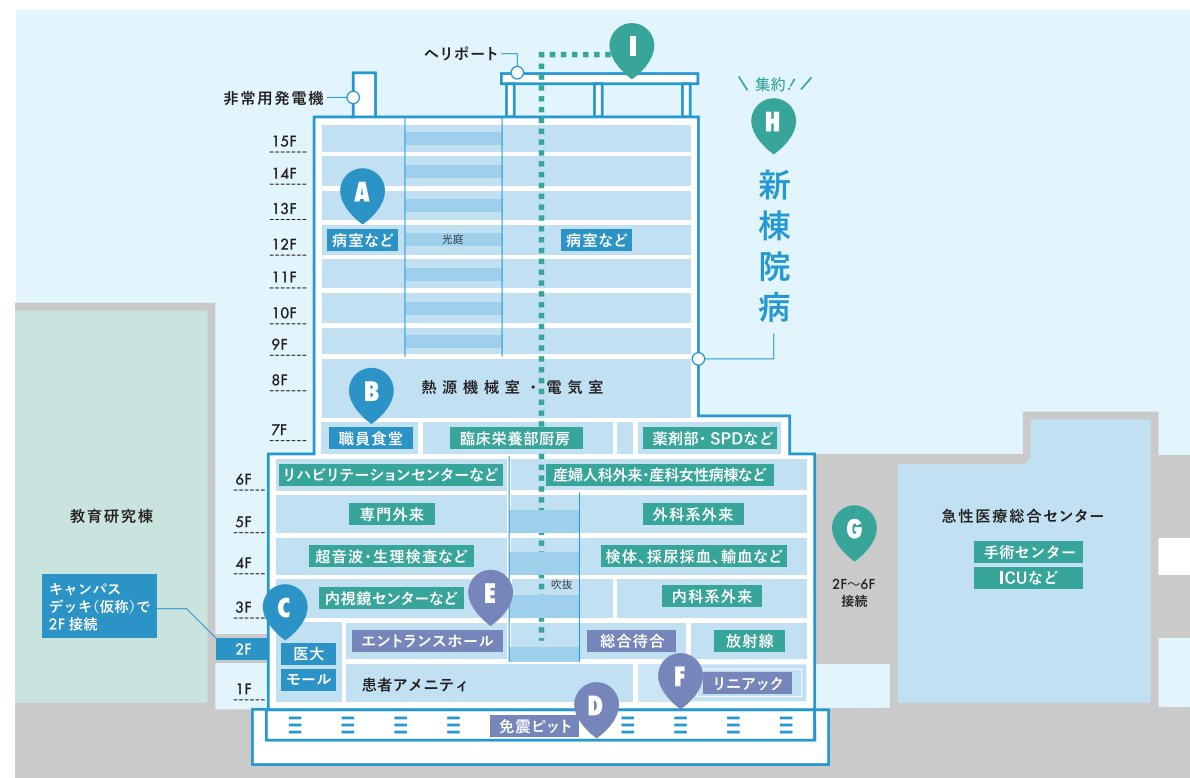 I
ヘリポート
集約!
非常用発電機
H
新棟院病
15F
14F
A
13F
12F
病室など
光庭
病室など
11F
10F
9F
8F
B
熱源機械室・電気室
7F
職員食堂
臨床栄養部厨房
薬剤部・SPDなど
6F
リハビリテーションセンターなど
産婦人科外来・産科女性病棟など
教育研究棟
5F
専門外来
外科系外来
G
急性医療総合センター
手術センター
ICUなど
4F
超音波・生理検査など
検体、採尿採血、輸血など
2F〜6F
接続
キャンパス
デッキ(仮称)で
2F 接続
3F
C
内視鏡センターなど
E
吹抜
内科系外来
2F
医大
モール
エントランスホール
総合待合
放射線
1F
患者アメニティ
F
リニアック
D
免震ピット